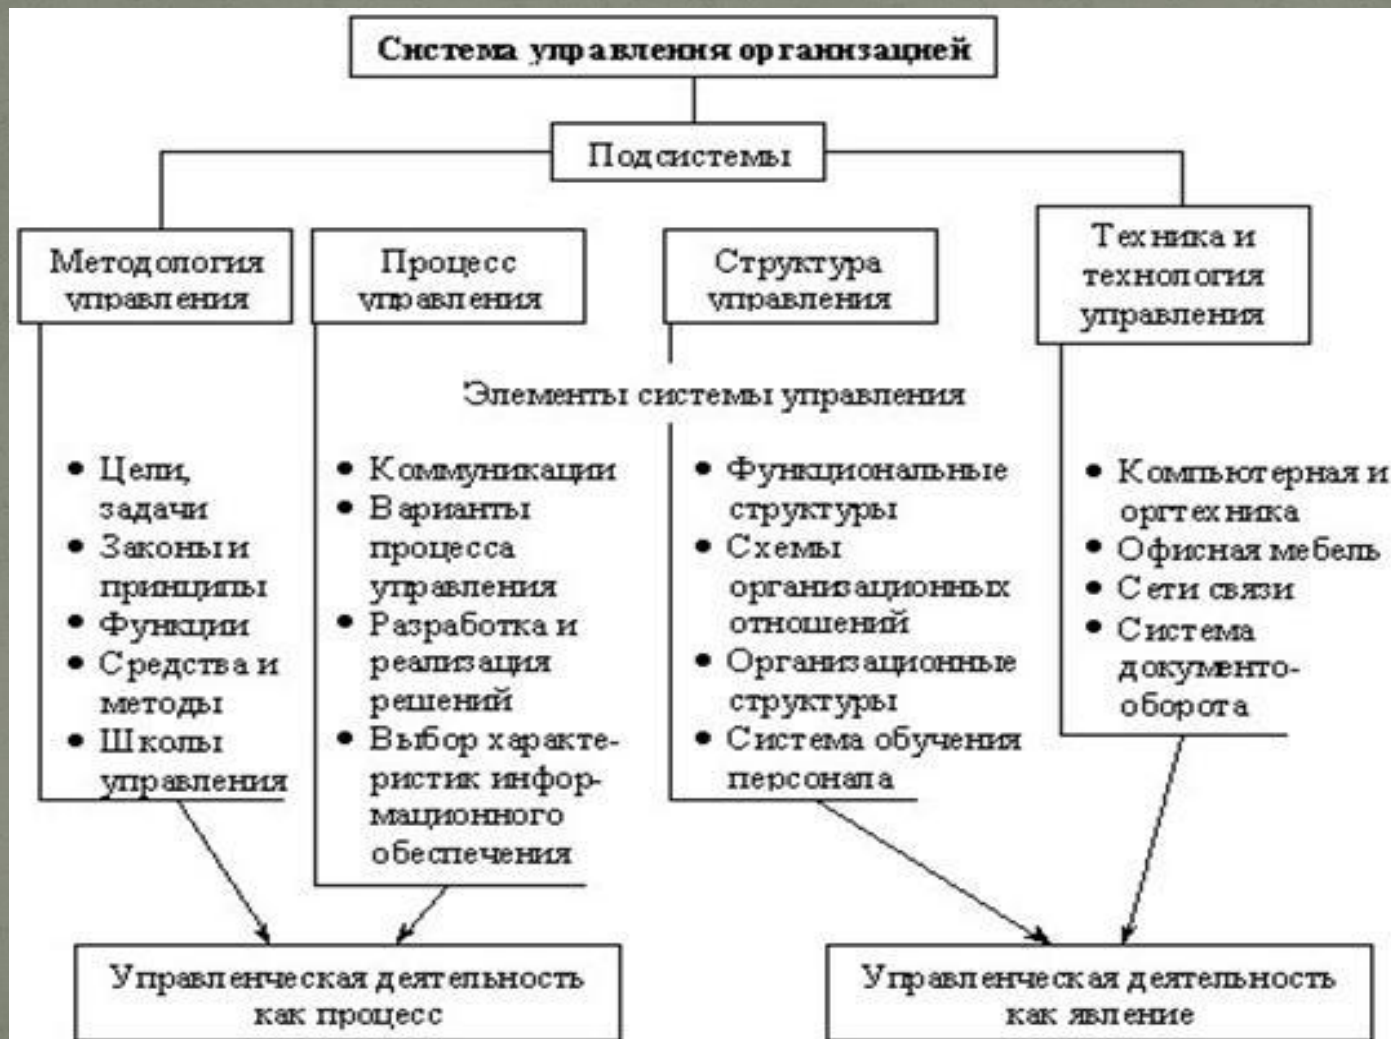 Система управления организацией
Подсистемы
Методология
управления
Процесс
управления
Структура
управления
Техника и
технология
управления
Элементы системы управления
• Цели,
задачи
• Законы и
принципы
• Функции
• Средства и
методы
• Школы
управления
• Коммуникации
• Варианты
процесса
управления
• Разработка и
реализация
решений
• Выбор характе-
ристик инфор-
мационного
обеспечения
• Функциональные
структуры
• Схемы
организационных
отношений
• Организационные
структуры
• Система обучения
персонала
• Компьютерная и
оргтехника
• Офисная мебель
• Сети связи
• Система
документо-
оборота
Управленческая деятельность
как процесс
Управленческая деятельность
как явление